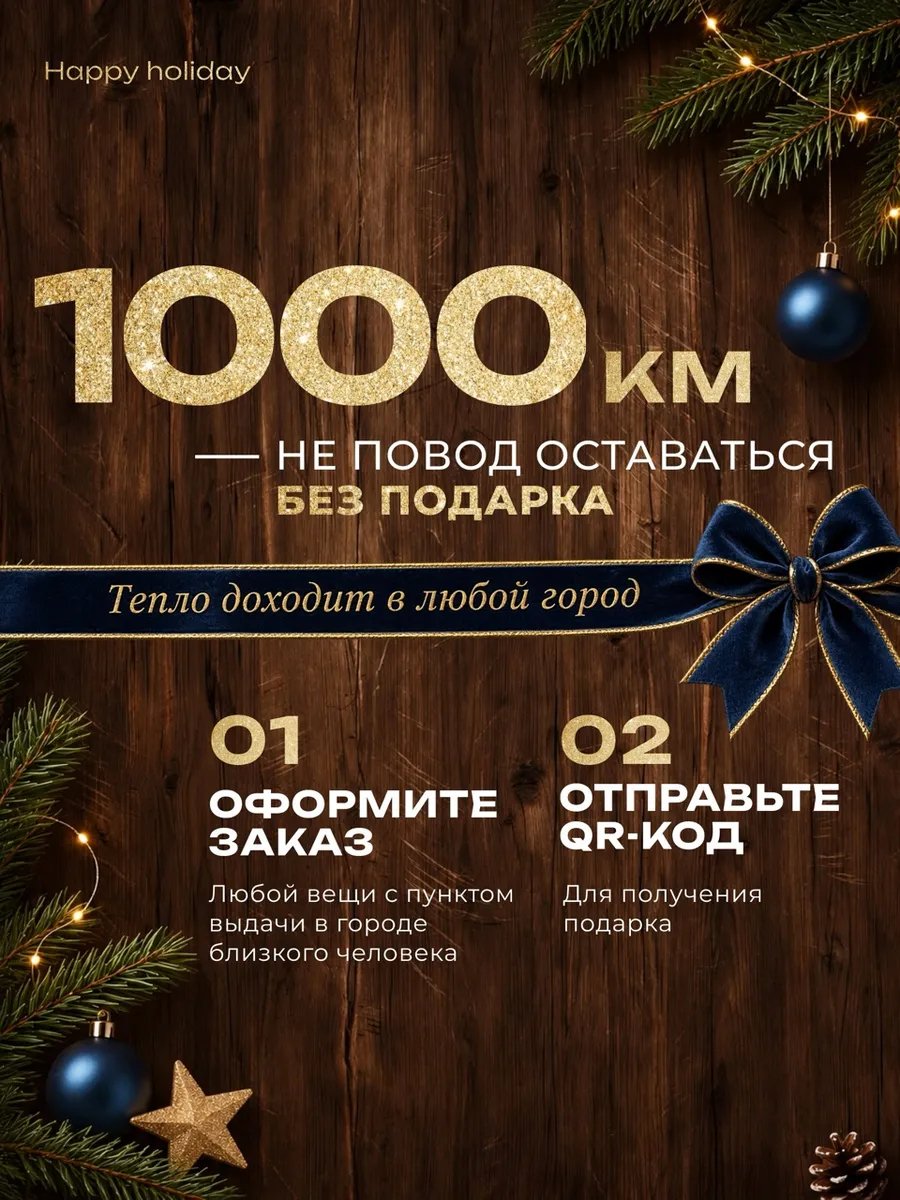 Happy holiday
1000 км
— НЕ ПОВОД ОСТАВАТЬСЯ
БЕЗ ПОДАРКА
Тепло доходит в любой город
01
ОФОРМИТЕ
ЗАКАЗ
Любой вещи с пунктом
выдачи в городе
близкого человека
02
ОТПРАВЬТЕ
QR-КОД
Для получения
подарка